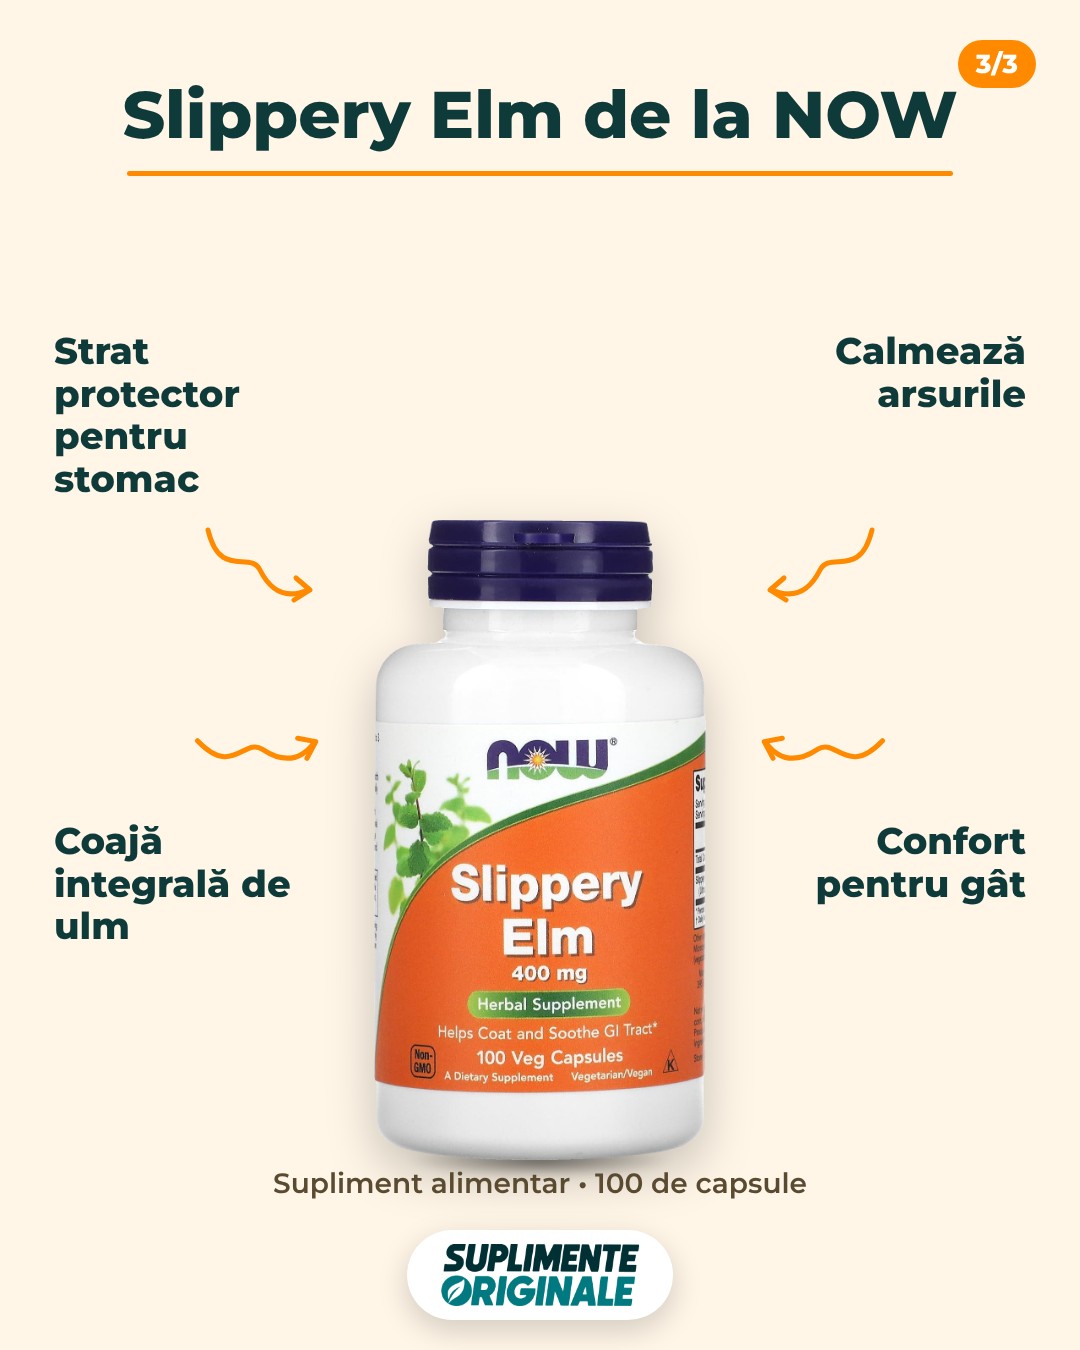 3/3
Slippery Elm de la NOW
Strat
protector
pentru
stomac
Calmează
arsurile
Coajă
integrală de
ulm
Confort
pentru gât
NOW®
Slippery
Elm
400 mg
Herbal Supplement
Helps Coat and Soothe GI Tract*
100 Veg Capsules
Non-
GMO
A Dietary Supplement Vegetarian/Vegan
K
Supliment alimentar • 100 de capsule
SUPLIMENTE
ORIGINALE